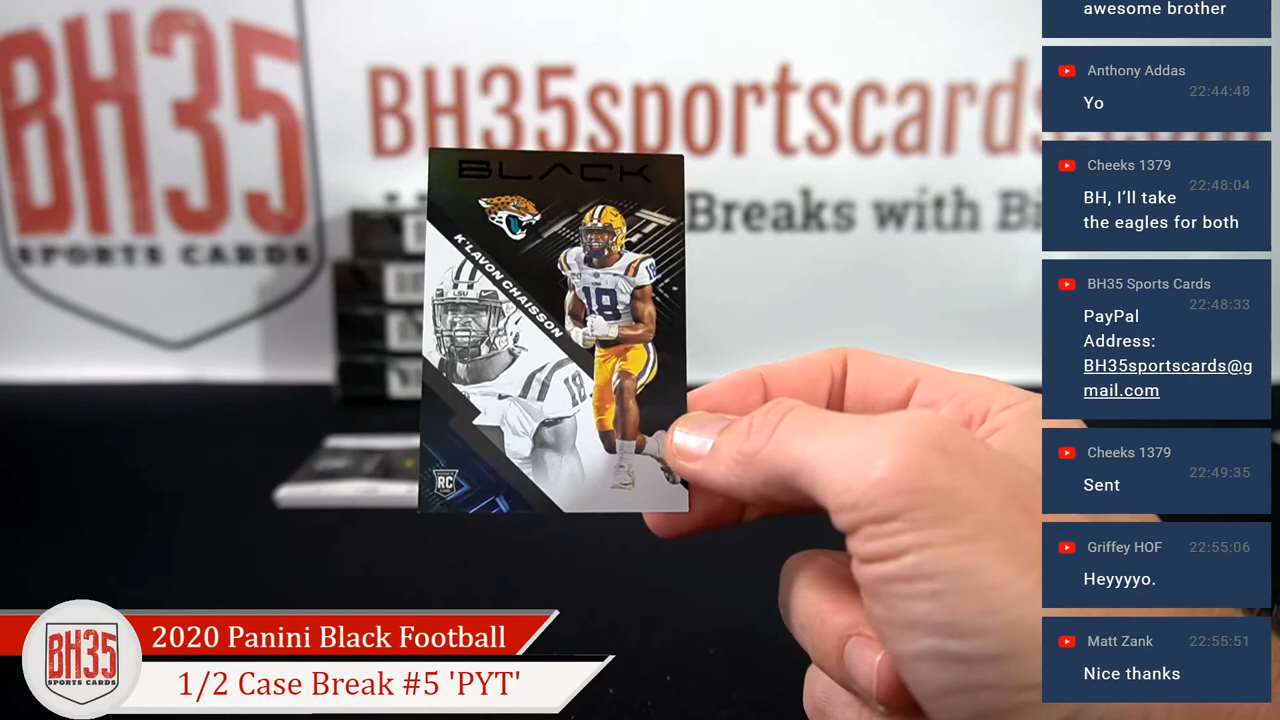 BH35
SPORTS CARDS
BH35sportscards.
Breaks with Bi
BLACK
K'LAVON CHAISSON
LSU
18
18
18
ROOKIE
RC
CARD
BH35
SPORTS CARDS
2020 Panini Black Football
1/2 Case Break #5 'PYT'
awesome brother
Anthony Addas
22:44:48
Yo
Cheeks 1379
22:48:04
BH, I’ll take
the eagles for both
BH35 Sports Cards
22:48:33
PayPal
Address:
BH35sportscards@g
mail.com
Cheeks 1379
22:49:35
Sent
Griffey HOF 22:55:06
Heyyyyo.
Matt Zank 22:55:51
Nice thanks